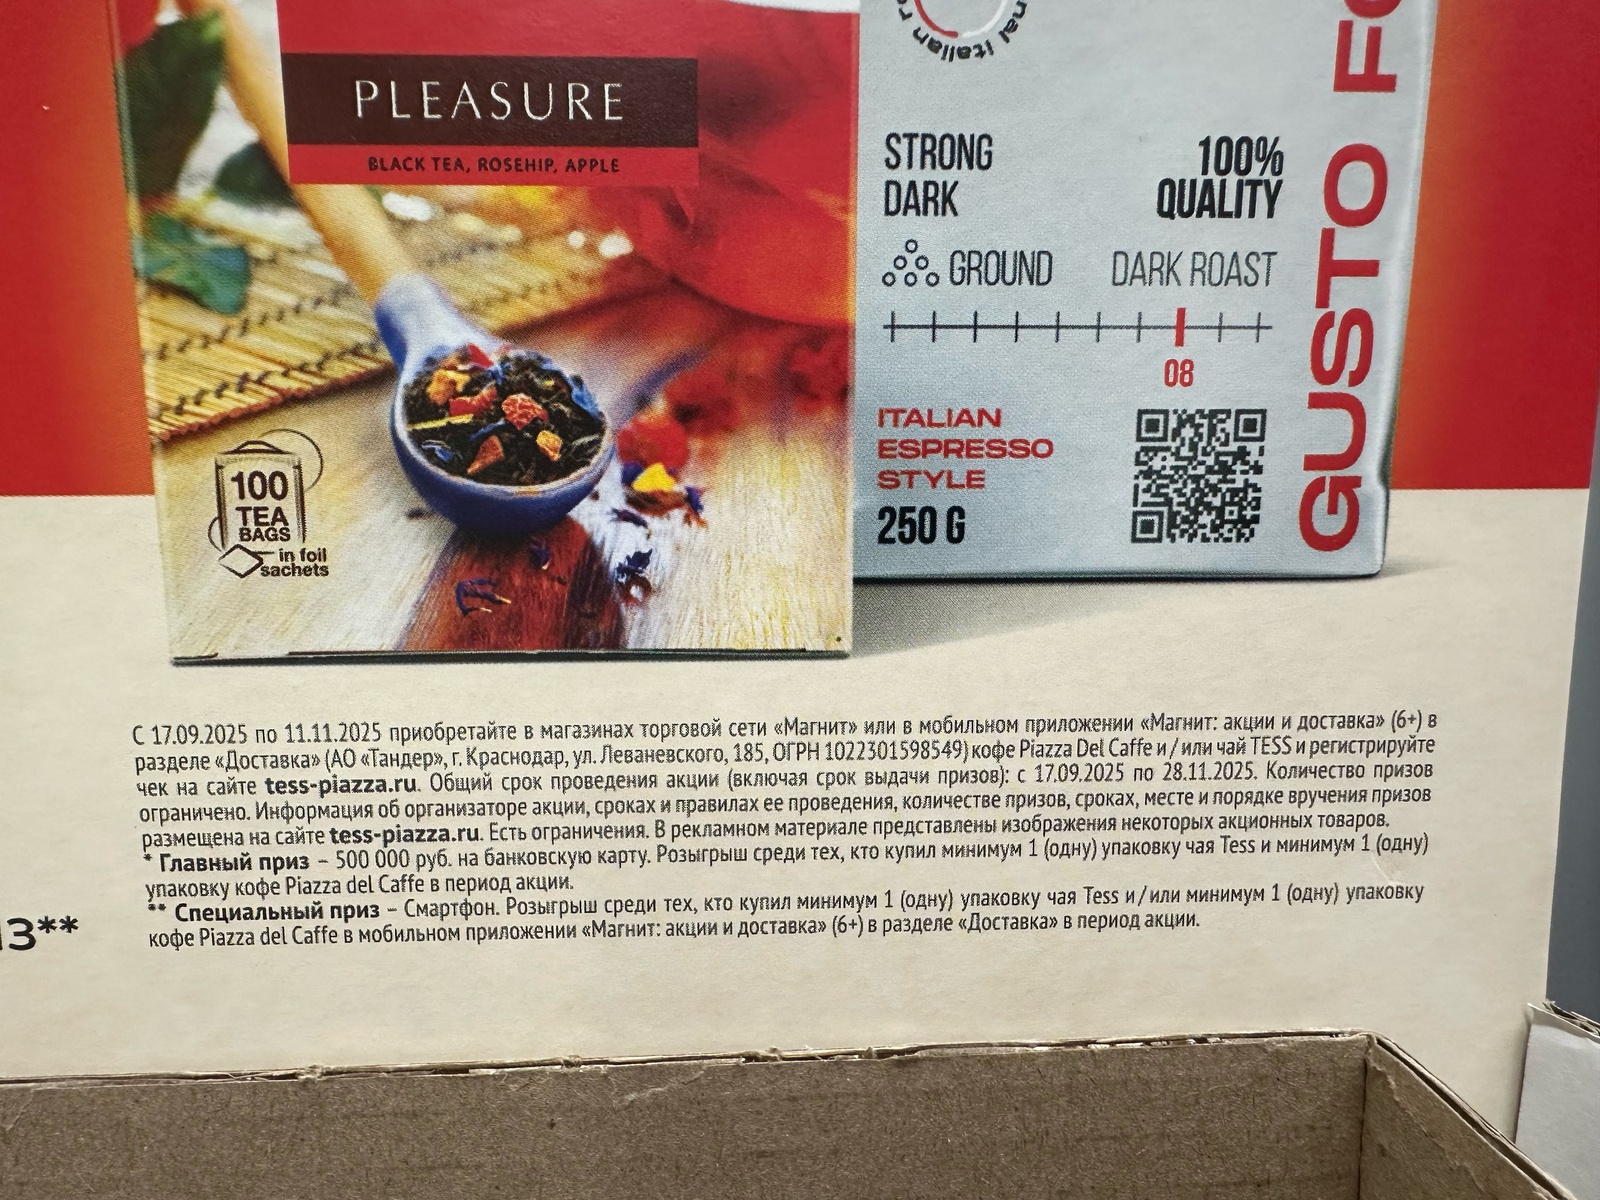 PLEASURE
BLACK TEA, ROSEHIP, APPLE
100
TEA
BAGS
in foil
sachets
nal italian
STRONG
DARK
100%
QUALITY
GROUND
DARK ROAST
08
ITALIAN
ESPRESSO
STYLE
250 G
GUSTO
С 17.09.2025 по 11.11.2025 приобретайте в магазинах торговой сети «Магнит» или в мобильном приложении «Магнит: акции и доставка» (6+) в
разделе «Доставка» (АО «Тандер», г. Краснодар, ул. Леваневского, 185, ОГРН 1022301598549) кофе Piazza Del Caffe и / или чай TESS и регистрируйте
чек на сайте tess-piazza.ru. Общий срок проведения акции (включая срок выдачи призов): с 17.09.2025 по 28.11.2025. Количество призов
ограничено. Информация об организаторе акции, сроках и правилах ее проведения, количестве призов, сроках, месте и порядке вручения призов
размещена на сайте tess-piazza.ru. Есть ограничения. В рекламном материале представлены изображения некоторых акционных товаров.
* Главный приз – 500 000 руб. на банковскую карту. Розыгрыш среди тех, кто купил минимум 1 (одну) упаковку чая Tess и минимум 1 (одну)
упаковку кофе Piazza del Caffe в период акции.
** Специальный приз – Смартфон. Розыгрыш среди тех, кто купил минимум 1 (одну) упаковку чая Tess и/или минимум 1 (одну) упаковку
кофе Piazza del Caffe в мобильном приложении «Магнит: акции и доставка» (6+) в разделе «Доставка» в период акции.